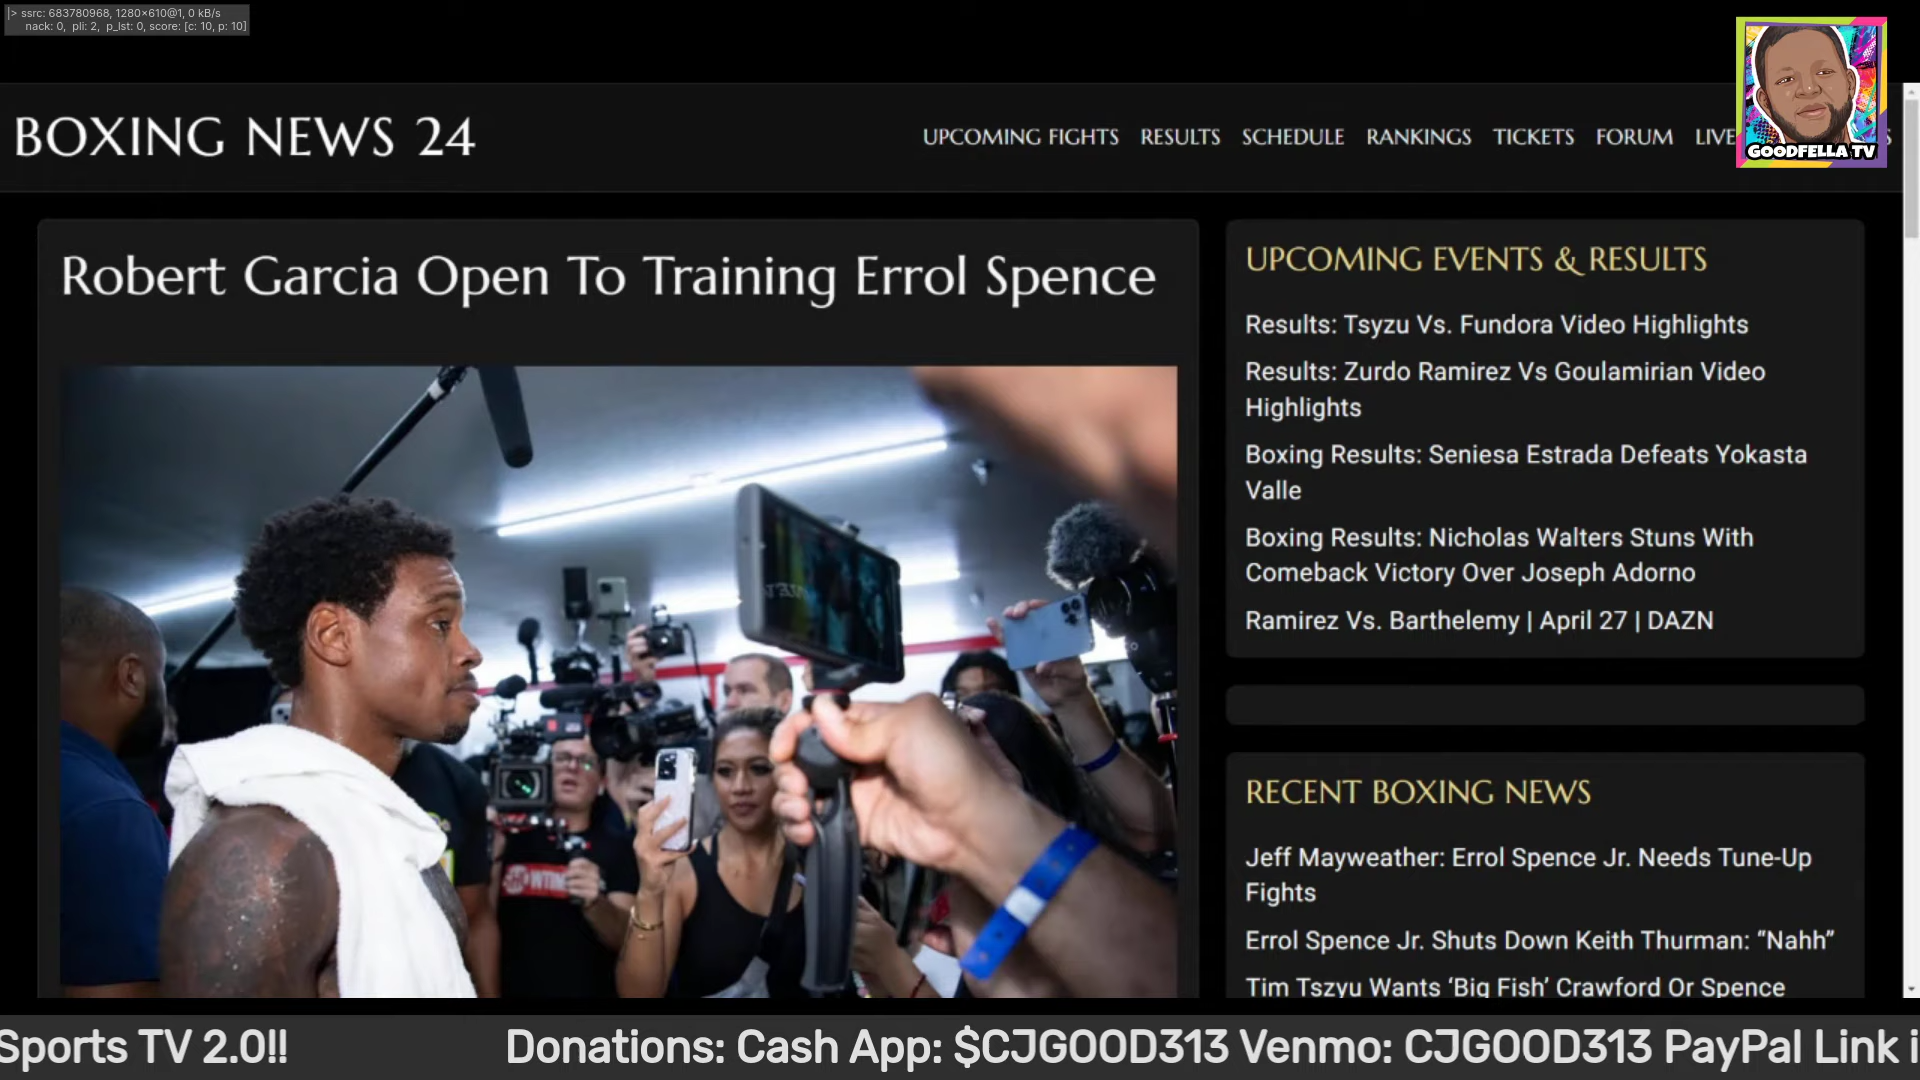 |> ssrc: 683780968, 1280×610@1, 0 kB/s
nack: 0, pli: 2, p_lst: 0, score: [c: 10, p: 10]
BOXING NEWS 24
UPCOMING FIGHTS RESULTS SCHEDULE RANKINGS TICKETS FORUM LIVE
GOODFELLA TV
Robert Garcia Open To Training Errol Spence
UPCOMING EVENTS & RESULTS
Results: Tsyzu Vs. Fundora Video Highlights
Results: Zurdo Ramirez Vs Goulamirian Video
Highlights
Boxing Results: Seniesa Estrada Defeats Yokasta
Valle
Boxing Results: Nicholas Walters Stuns With
Comeback Victory Over Joseph Adorno
Ramirez Vs. Barthelemy | April 27 | DAZN
RECENT BOXING NEWS
Jeff Mayweather: Errol Spence Jr. Needs Tune-Up
Fights
Errol Spence Jr. Shuts Down Keith Thurman: “Nahh”
Tim Tszyu Wants ‘Big Fish’ Crawford Or Spence
Sports TV 2.0!! Donations: Cash App: $CJGOOD313 Venmo: CJGOOD313 PayPal Link i